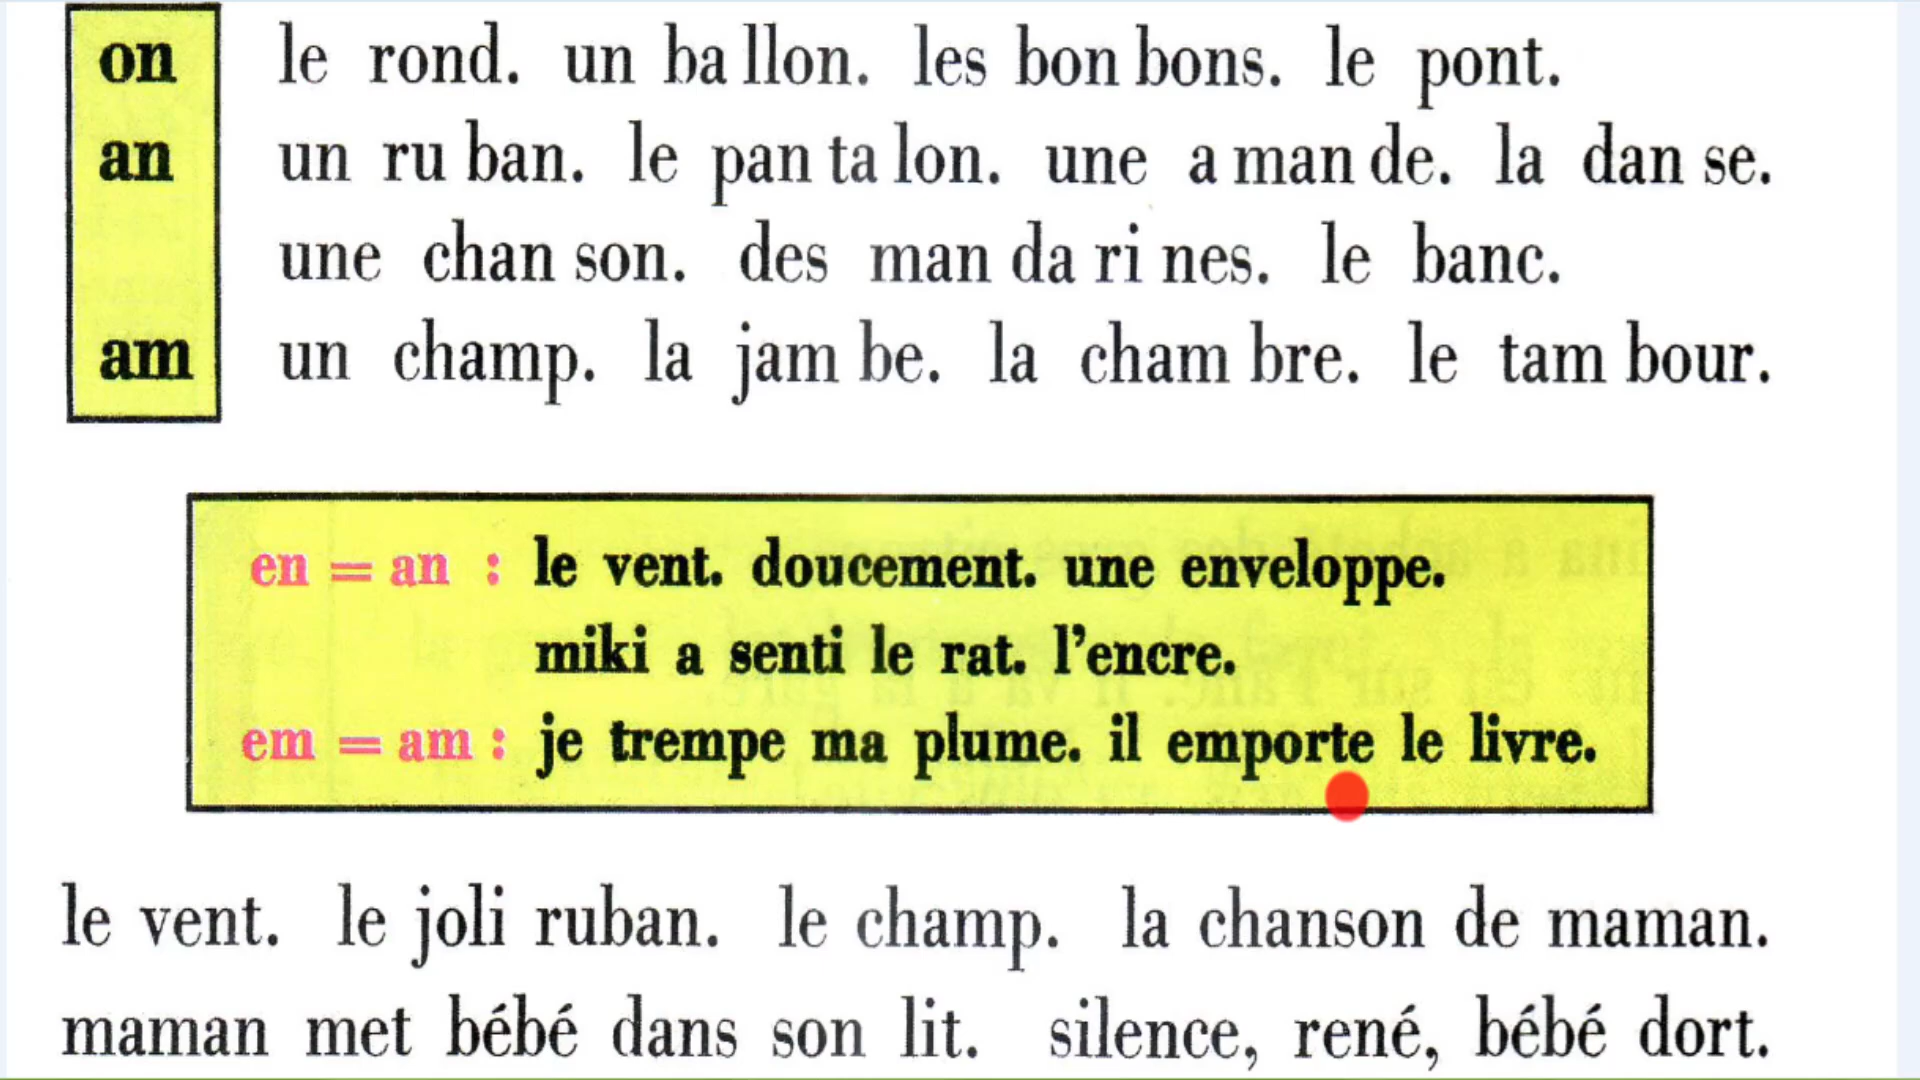 on le rond. un ba llon. les bon bons. le pont.
an un ru ban. le pan ta lon. une a man de. la dan se.
une chan son. des man da ri nes. le banc.
am un champ. la jam be. la cham bre. le tam bour.
en = an : le vent. doucement. une enveloppe.
miki a senti le rat. l'encre.
em = am : je trempe ma plume. il emporte le livre.
le vent. le joli ruban. le champ. la chanson de maman.
maman met bébé dans son lit. silence, rené, bébé dort.